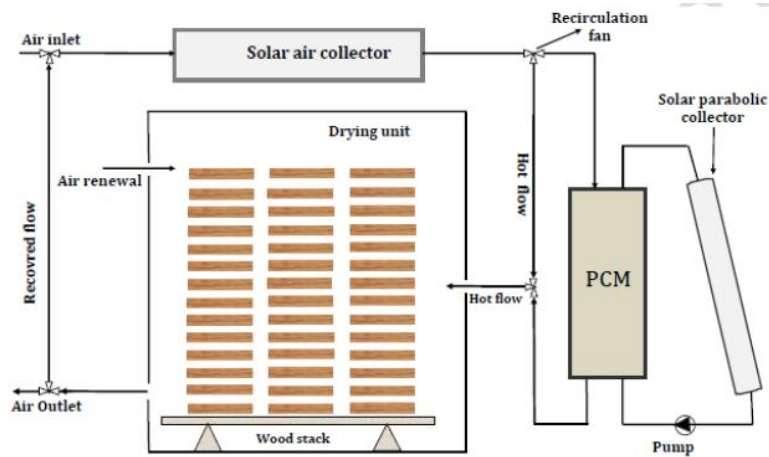 Air inlet
Solar air collector
Recirculation
fan
Solar parabolic
collector
Drying unit
Air renewal
Recovred flow
Hot flow
Hot flow
PCM
Air Outlet
Wood stack
Pump